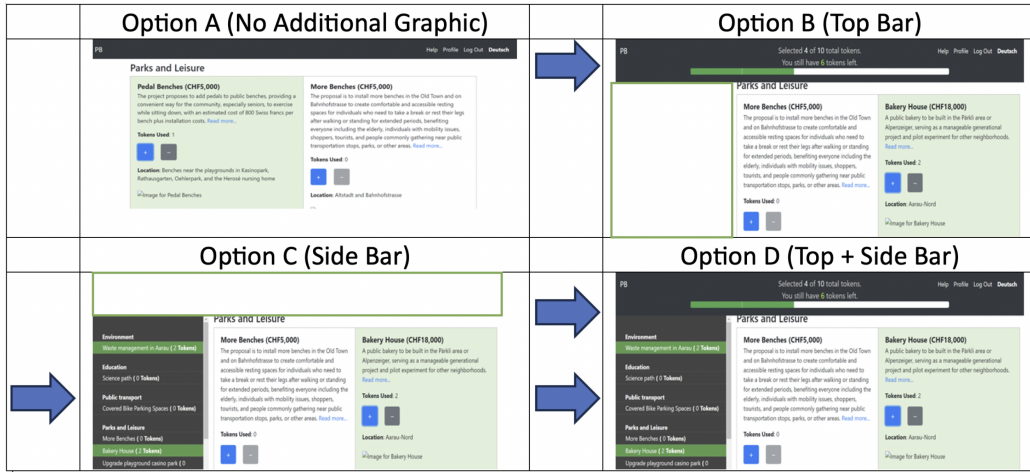 Option A (No Additional Graphic)
PB
Help Profile Log Out Deutsch
Parks and Leisure
Pedal Benches (CHF5,000)
The project proposes to add pedals to public benches, providing a
convenient way for the community, especially seniors, to exercise
while sitting down, with an estimated cost of 800 Swiss francs per
bench plus installation costs. Read more...
Tokens Used: 1
+ −
Location: Benches near the playgrounds in Kasinopark,
Rathausgarten, Oehlerpark, and the Herosé nursing home
Image for Pedal Benches
More Benches (CHF5,000)
The proposal is to install more benches in the Old Town and on
Bahnhofstrasse to create comfortable and accessible resting
spaces for individuals who need to take a break or rest their legs
after walking or standing for extended periods, benefiting
everyone including the elderly, individuals with mobility issues,
shoppers, tourists, and people commonly gathering near public
transportation stops, parks, or other areas. Read more...
Tokens Used: 0
+ −
Location: Altstadt and Bahnhofstrasse
Option B (Top Bar)
PB
Selected 4 of 10 total tokens.
You still have 6 tokens left.
Help Profile Log Out Deutsch
Parks and Leisure
More Benches (CHF5,000)
The proposal is to install more benches in the Old Town
and on Bahnhofstrasse to create comfortable and
accessible resting spaces for individuals who need to
take a break or rest their legs after walking or standing
for extended periods, benefiting everyone including the
elderly, individuals with mobility issues, shoppers,
tourists, and people commonly gathering near public
transportation stops, parks, or other areas. Read more...
Tokens Used: 0
+ −
Bakery House (CHF18,000)
A public bakery to be built in the Pärkli area or
Alpenzeiger, serving as a manageable generational
project and pilot experiment for other neighborhoods.
Read more...
Tokens Used: 2
+ −
Location: Aarau-Nord
Image for Bakery House
Option C (Side Bar)
Environment
Waste management in Aarau ( 2 Tokens)
Education
Science path ( 0 Tokens)
Public transport
Covered Bike Parking Spaces ( 0 Tokens)
Parks and Leisure
More Benches ( 0 Tokens)
Bakery House ( 2 Tokens)
Upgrade playground casino park ( 0
Parks and Leisure
More Benches (CHF5,000)
The proposal is to install more benches in the Old Town
and on Bahnhofstrasse to create comfortable and
accessible resting spaces for individuals who need to
take a break or rest their legs after walking or standing
for extended periods, benefiting everyone including the
elderly, individuals with mobility issues, shoppers,
tourists, and people commonly gathering near public
transportation stops, parks, or other areas. Read more...
Tokens Used: 0
+ −
Bakery House (CHF18,000)
A public bakery to be built in the Pärkli area or
Alpenzeiger, serving as a manageable generational
project and pilot experiment for other neighborhoods.
Read more...
Tokens Used: 2
+ −
Location: Aarau-Nord
Image for Bakery House
Option D (Top + Side Bar)
PB
Selected 4 of 10 total tokens.
You still have 6 tokens left.
Help Profile Log Out Deutsch
Environment
Waste management in Aarau ( 2 Tokens)
Education
Science path ( 0 Tokens)
Public transport
Covered Bike Parking Spaces ( 0 Tokens)
Parks and Leisure
More Benches ( 0 Tokens)
Bakery House ( 2 Tokens)
Upgrade playground casino park ( 0
Parks and Leisure
More Benches (CHF5,000)
The proposal is to install more benches in the Old Town
and on Bahnhofstrasse to create comfortable and
accessible resting spaces for individuals who need to
take a break or rest their legs after walking or standing
for extended periods, benefiting everyone including the
elderly, individuals with mobility issues, shoppers,
tourists, and people commonly gathering near public
transportation stops, parks, or other areas. Read more...
Tokens Used: 0
+ −
Bakery House (CHF18,000)
A public bakery to be built in the Pärkli area or
Alpenzeiger, serving as a manageable generational
project and pilot experiment for other neighborhoods.
Read more...
Tokens Used: 2
+ −
Location: Aarau-Nord
Image for Bakery House